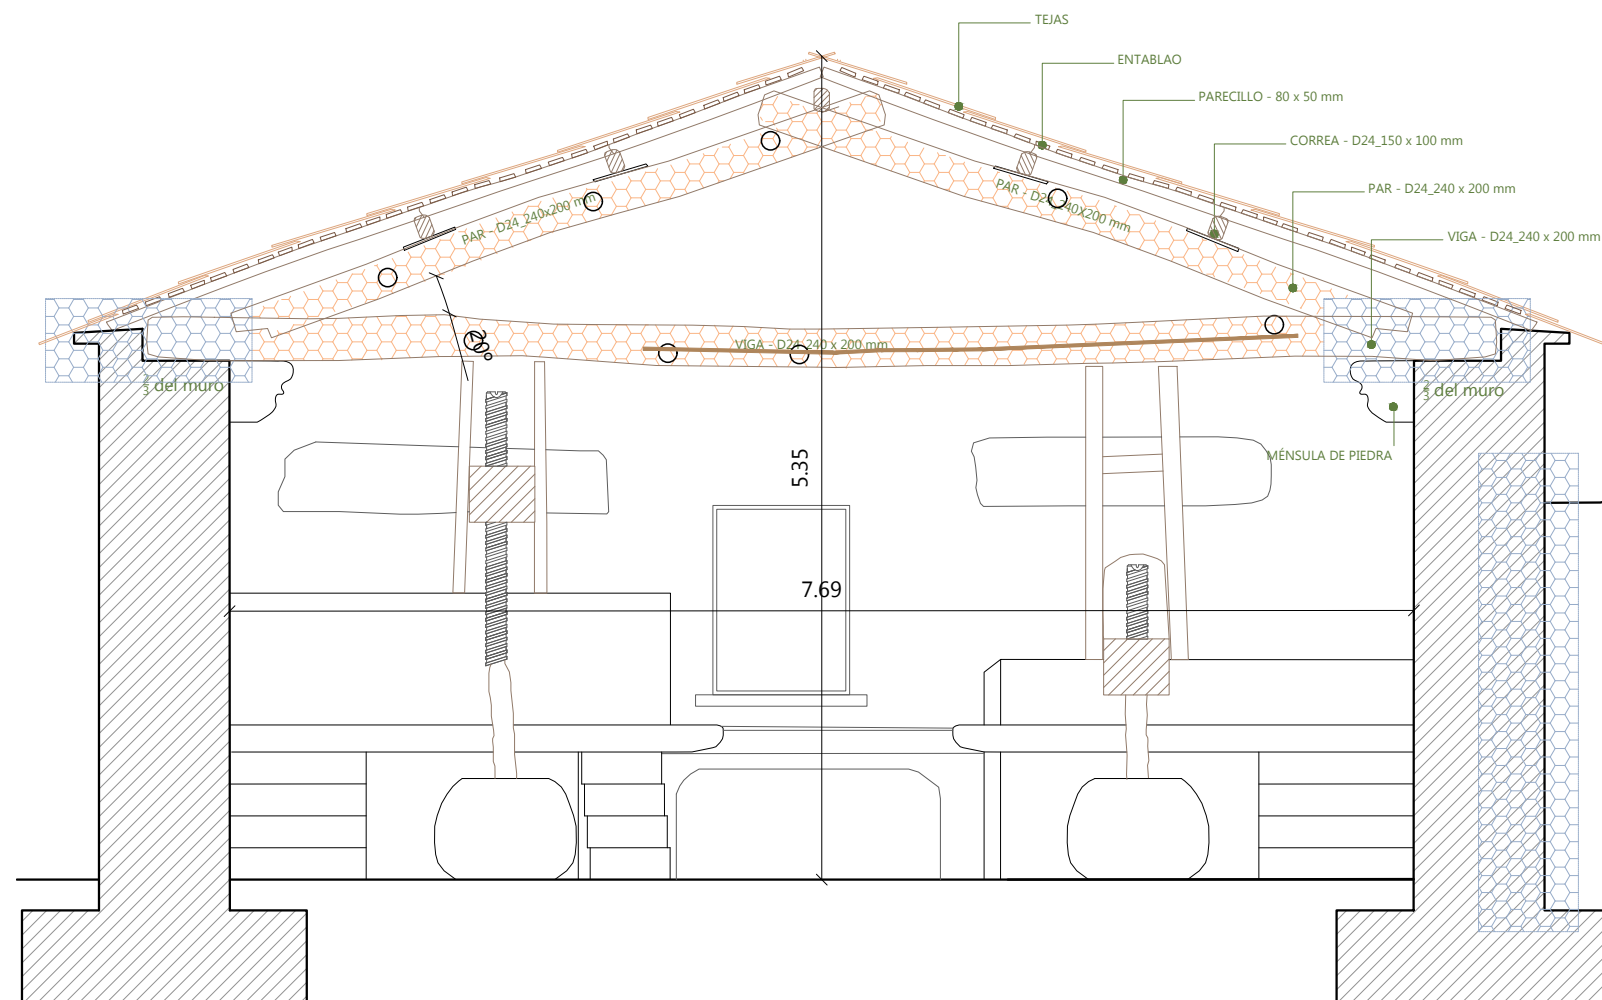 TEJAS
ENTABLAO
PARECILLO - 80 x 50 mm
CORREA - D24_150 x 100 mm
PAR - D24_240 x 200 mm
VIGA - D24_240 x 200 mm
PAR - D24_240x200 mm
PAR - D24_240X200 mm
20°
VIGA - D24_240 x 200 mm
2/3 del muro
2/3 del muro
MÉNSULA DE PIEDRA
5.35
7.69